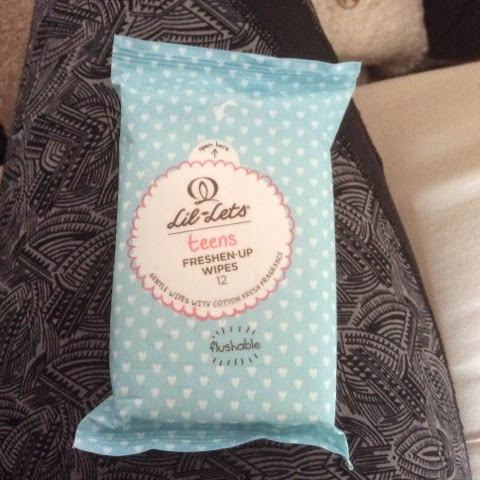 open here
Lil-Lets®
teens
FRESHEN-UP
WIPES
12
GENTLE WIPES WITH COTTON FRESH FRAGRANCE
flushable